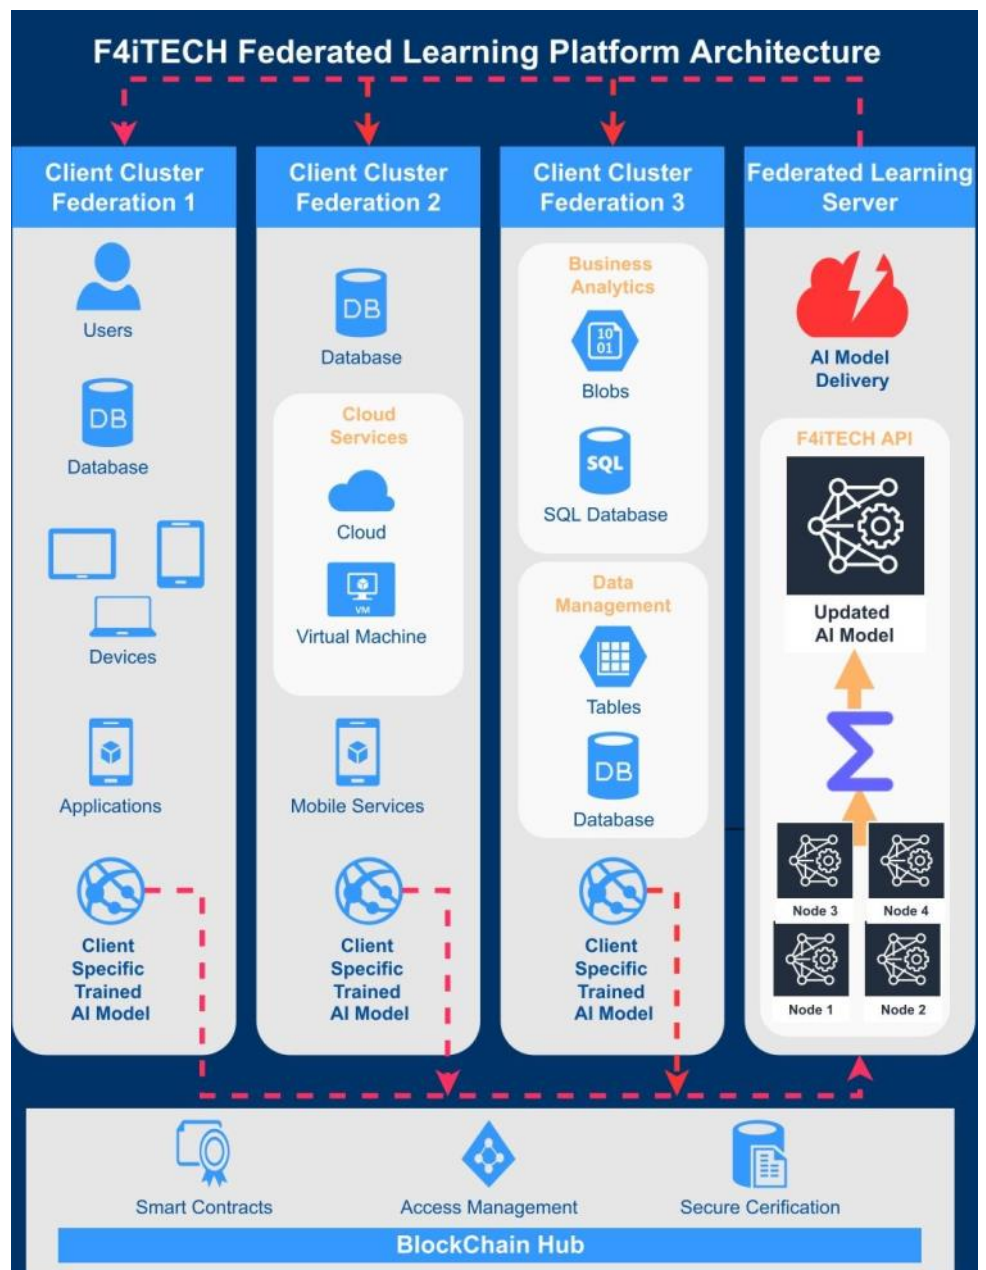 F4iTECH Federated Learning Platform Architecture
Client Cluster
Federation 1
Users
DB
Database
Devices
Applications
Client
Specific
Trained
AI Model
Client Cluster
Federation 2
DB
Database
Cloud
Services
Cloud
VM
Virtual Machine
Mobile Services
Client
Specific
Trained
AI Model
Client Cluster
Federation 3
Business
Analytics
10
01
Blobs
SQL
SQL Database
Data
Management
Tables
DB
Database
Client
Specific
Trained
AI Model
Federated Learning
Server
AI Model
Delivery
F4iTECH API
Updated
AI Model
Σ
Node 3
Node 4
Node 1
Node 2
Smart Contracts
Access Management
Secure Cerification
BlockChain Hub